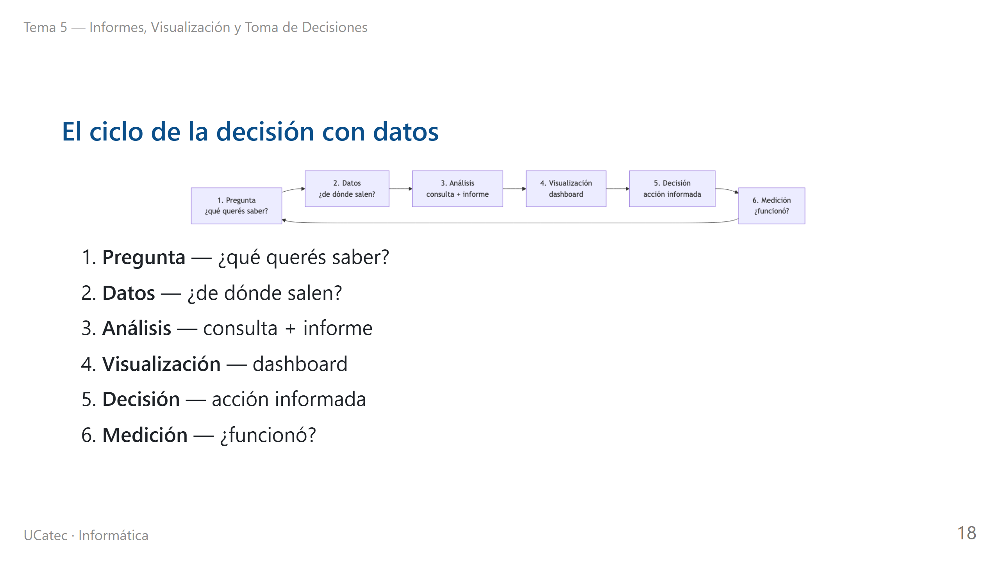 Tema 5 — Informes, Visualización y Toma de Decisiones
El ciclo de la decisión con datos
1. Pregunta
¿qué querés saber?
2. Datos
¿de dónde salen?
3. Análisis
consulta + informe
4. Visualización
dashboard
5. Decisión
acción informada
6. Medición
¿funcionó?
1. Pregunta — ¿qué querés saber?
2. Datos — ¿de dónde salen?
3. Análisis — consulta + informe
4. Visualización — dashboard
5. Decisión — acción informada
6. Medición — ¿funcionó?
UCatec · Informática
18